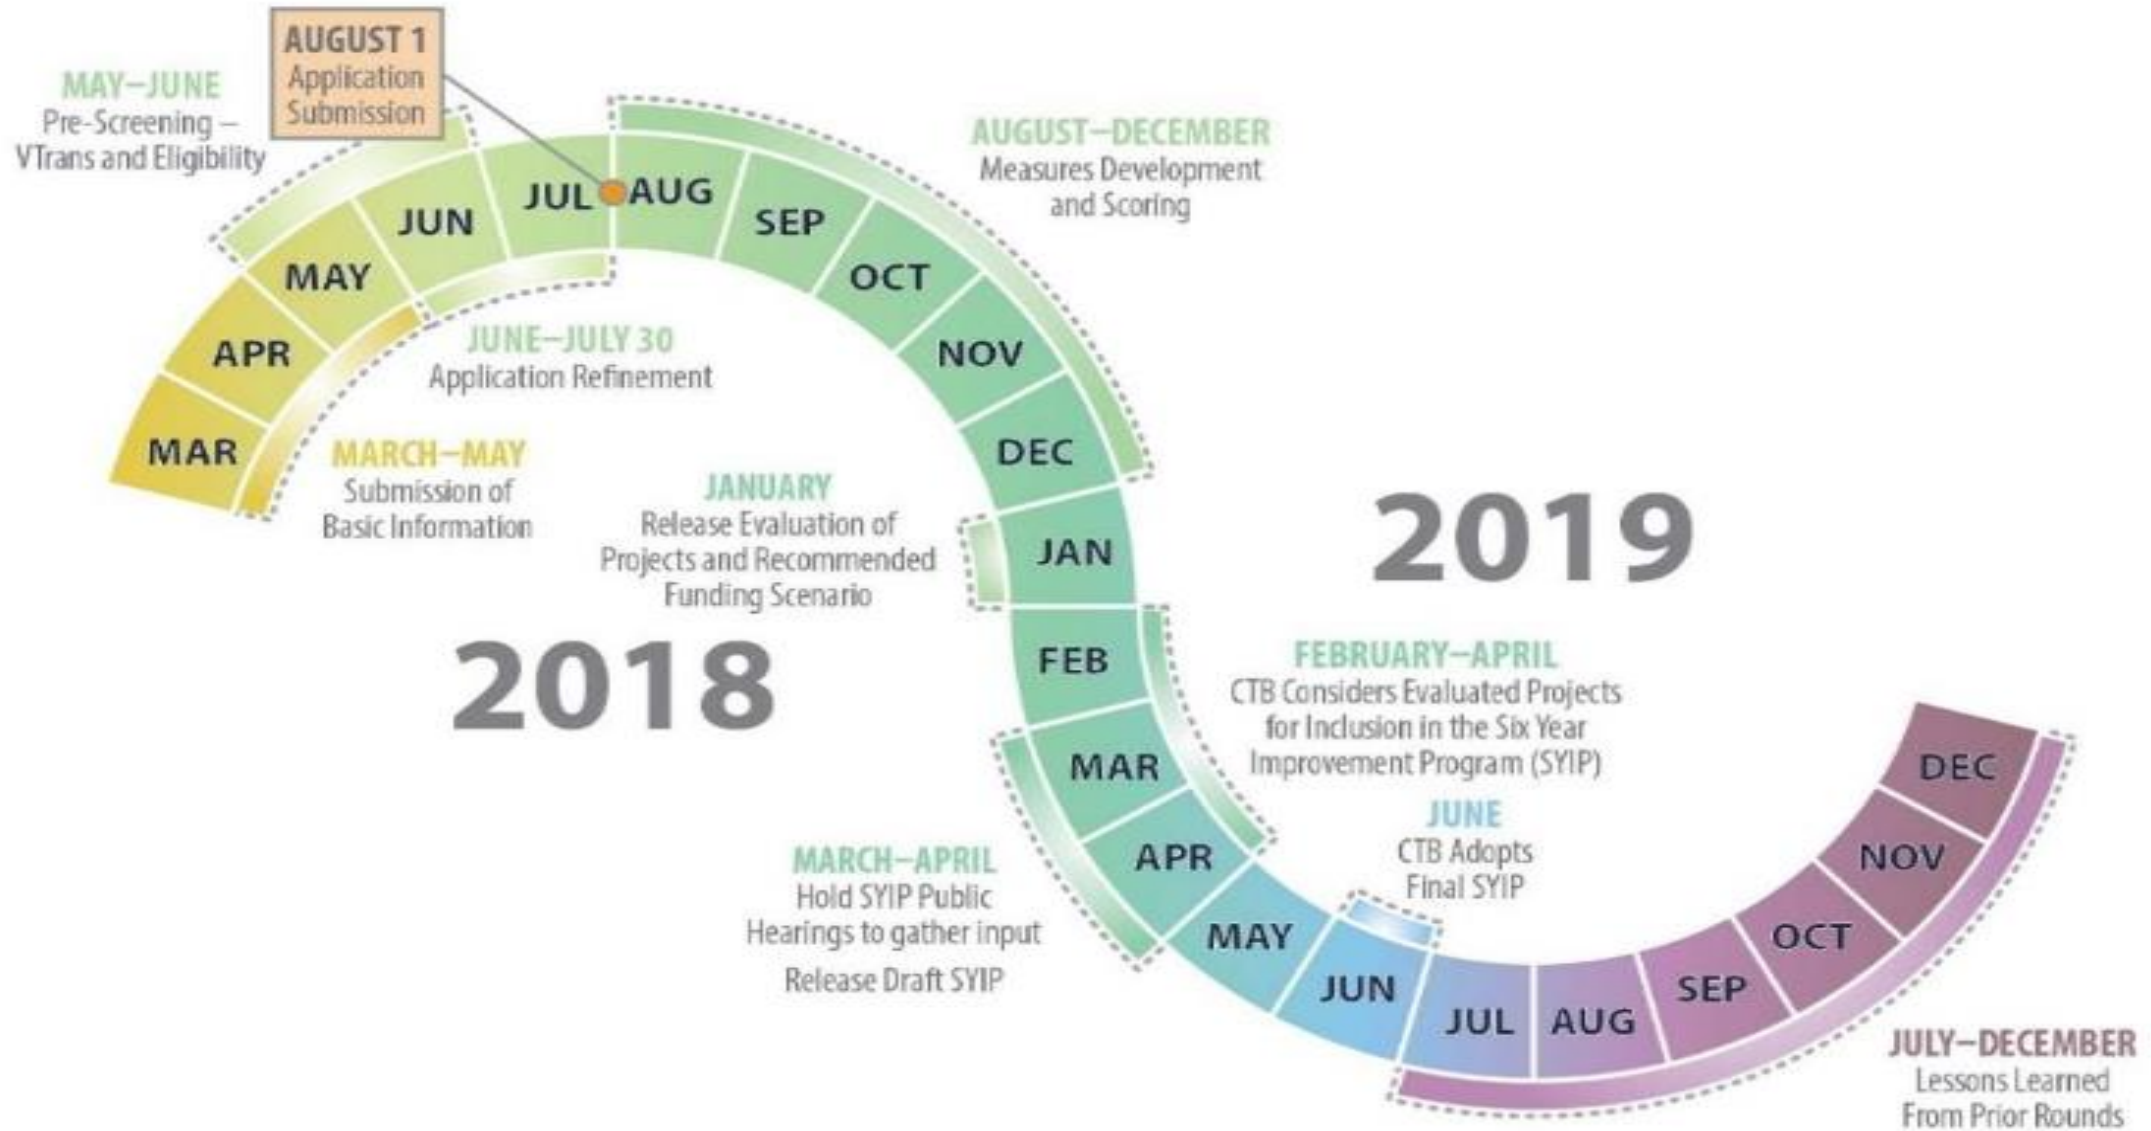 AUGUST 1
Application
Submission
MAY–JUNE
Pre-Screening –
VTrans and Eligibility
AUGUST–DECEMBER
Measures Development
and Scoring
MAR
APR
MAY
JUN
JUL
AUG
SEP
OCT
NOV
DEC
JUNE–JULY 30
Application Refinement
MARCH–MAY
Submission of
Basic Information
JANUARY
Release Evaluation of
Projects and Recommended
Funding Scenario
2018
2019
JAN
FEB
MAR
APR
MAY
JUN
JUL
AUG
SEP
OCT
NOV
DEC
FEBRUARY–APRIL
CTB Considers Evaluated Projects
for Inclusion in the Six Year
Improvement Program (SYIP)
JUNE
CTB Adopts
Final SYIP
MARCH–APRIL
Hold SYIP Public
Hearings to gather input
Release Draft SYIP
JULY–DECEMBER
Lessons Learned
From Prior Rounds